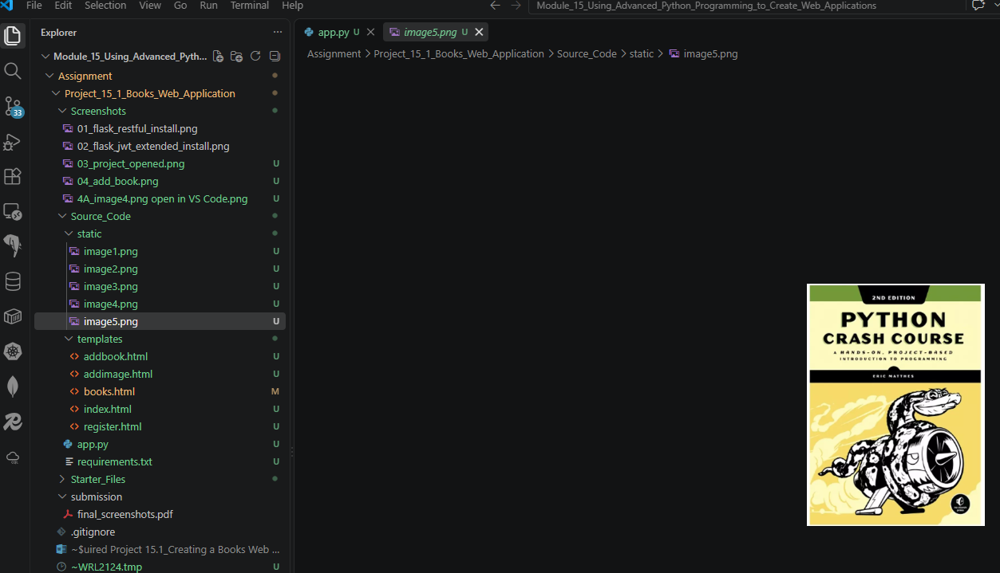 File Edit Selection View Go Run Terminal Help
Module_15_Using_Advanced_Python_Programming_to_Create_Web_Applications
Explorer
Module_15_Using_Advanced_Pyth...
Assignment
Project_15_1_Books_Web_Application
Screenshots
01_flask_restful_install.png
02_flask_jwt_extended_install.png
03_project_opened.png U
04_add_book.png U
4A_image4.png open in VS Code.png U
Source_Code
static
image1.png U
image2.png U
image3.png U
image4.png U
image5.png U
templates
addbook.html U
addimage.html U
books.html M
index.html U
register.html U
app.py U
requirements.txt U
Starter_Files
submission
final_screenshots.pdf
.gitignore
~$uired Project 15.1_Creating a Books Web ...
~WRL2124.tmp U
33
app.py U
image5.png U
Assignment > Project_15_1_Books_Web_Application > Source_Code > static > image5.png
2ND EDITION
PYTHON
CRASH COURSE
A HANDS-ON, PROJECT-BASED
INTRODUCTION TO PROGRAMMING
ERIC MATTHES